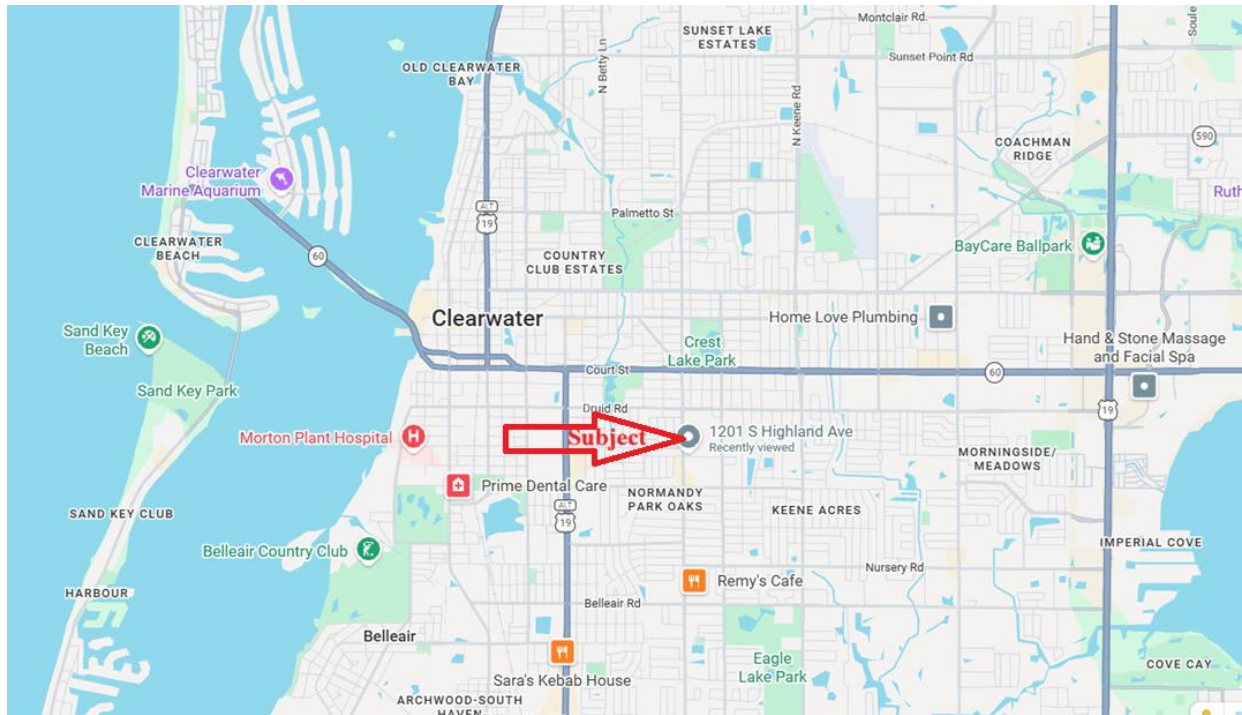 Montclair Rd.
Soule
SUNSET LAKE
ESTATES
Sunset Point Rd
N Betty Ln
OLD CLEARWATER
BAY
N Keene Rd
590
COACHMAN
RIDGE
Clearwater
Marine Aquarium
Ruth
ALT
19
Palmetto St
CLEARWATER
BEACH
60
COUNTRY
CLUB ESTATES
BayCare Ballpark
Clearwater
Home Love Plumbing
Sand Key
Beach
Crest
Lake Park
Hand & Stone Massage
and Facial Spa
Court St
60
Sand Key Park
Druid Rd
19
Morton Plant Hospital
H
Subject
1201 S Highland Ave
Recently viewed
MORNINGSIDE/
MEADOWS
Prime Dental Care
NORMANDY
PARK OAKS
ALT
19
SAND KEY CLUB
KEENE ACRES
Belleair Country Club
IMPERIAL COVE
Nursery Rd
HARBOUR
Remy's Cafe
Belleair Rd
Belleair
Eagle
Lake Park
COVE CAY
Sara's Kebab House
ARCHWOOD-SOUTH
HAVEN-